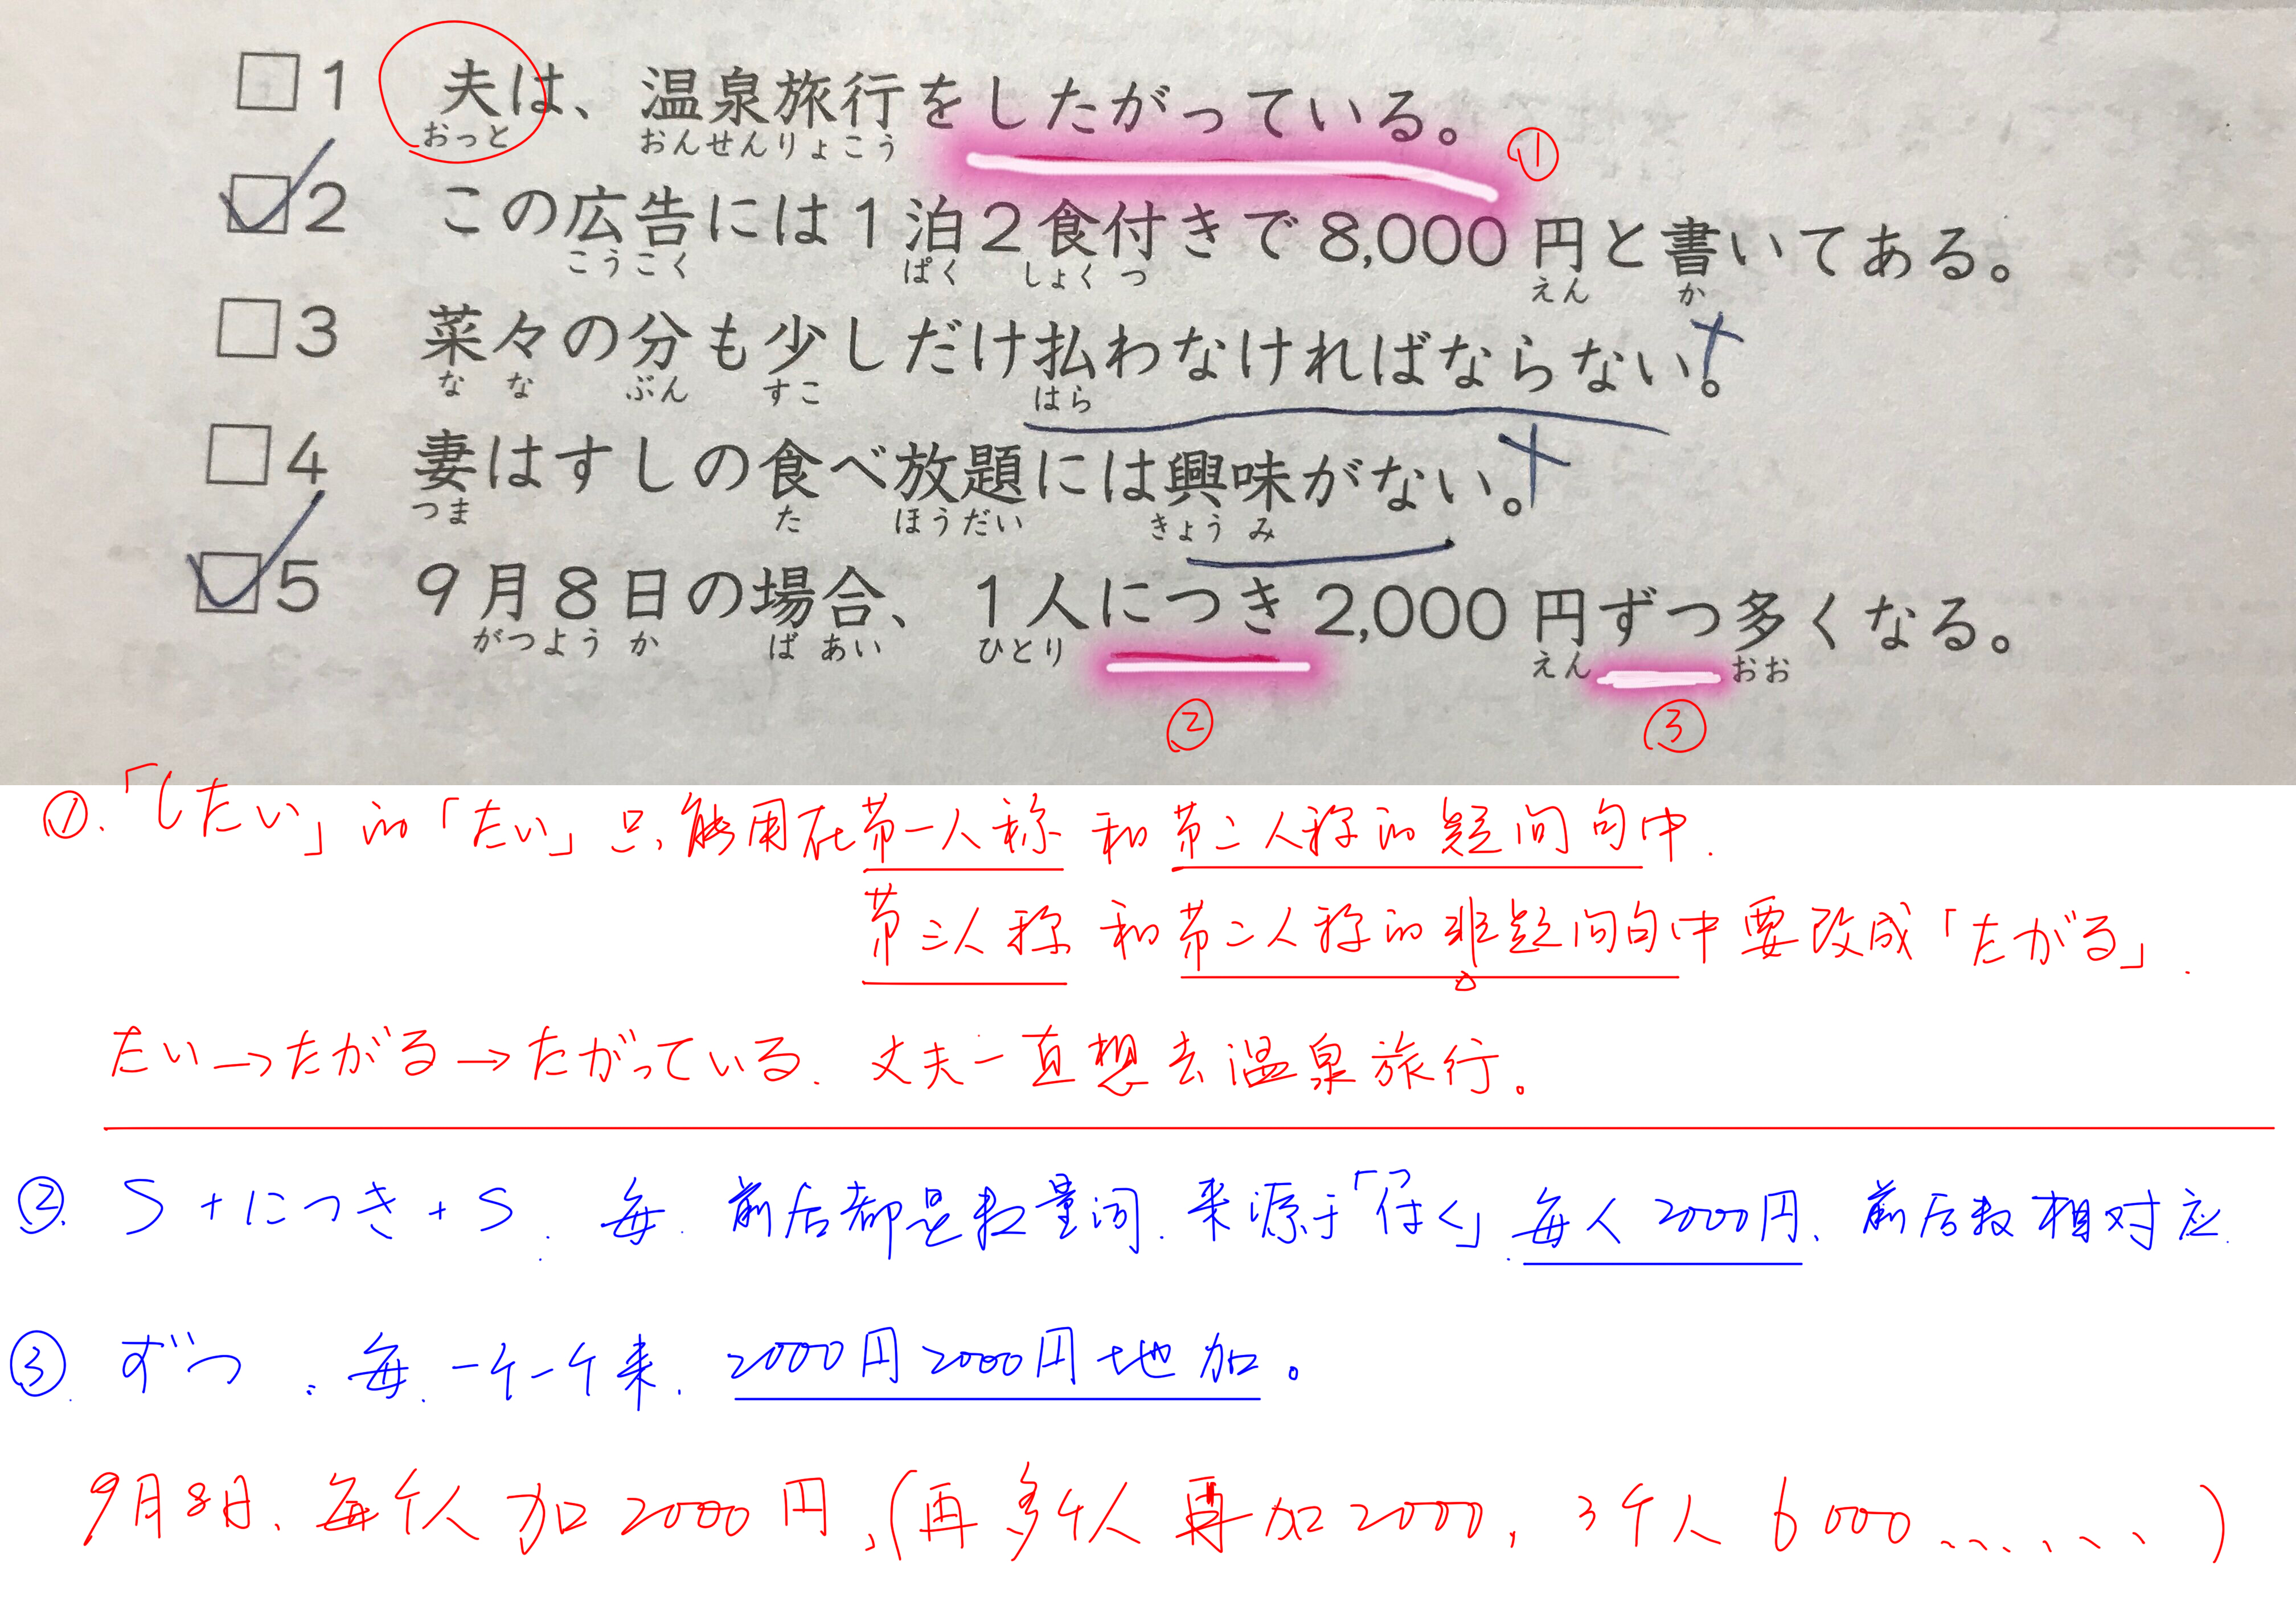 □1 夫は、温泉旅行をしたがっている。
おっと おんせんりょこう
①
□2 この広告には1泊2食付きで8,000円と書いてある。
こうこく ぱく しょく つ えん か
□3 菜々の分も少しだけ払わなければならない。
な な ぶん すこ はら
□4 妻はすしの食べ放題には興味がない。
つま た ほうだい きょう み
□5 9月8日の場合、1人につき2,000円ずつ多くなる。
がつよう か ば あい ひとり えん おお
② ③
①.「したい」的「たい」只能用在第一人称 和第二人称的疑问句中.
第三人称 和第二人称的非疑问句中要改成「たがる」.
たい→たがる→たがっている. 丈夫一直想去温泉旅行。
②. S+につき+S. 每. 前后都是数量词. 来源于「付く」. 每人2000円. 前后数相对应.
つ
③. ずつ : 每. 一个一个来. 2000円2000円地加。
9月8日、每个人加2000円、(再多个人再加2000, 3个人6000......)